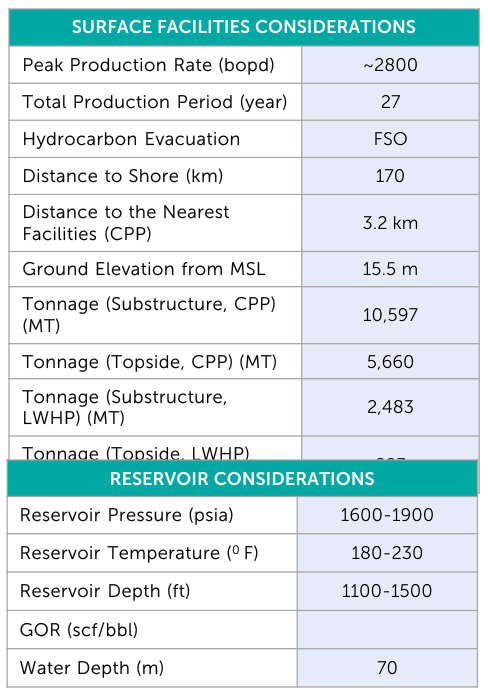 SURFACE FACILITIES CONSIDERATIONS
Peak Production Rate (bopd) ~2800
Total Production Period (year) 27
Hydrocarbon Evacuation FSO
Distance to Shore (km) 170
Distance to the Nearest
Facilities (CPP) 3.2 km
Ground Elevation from MSL 15.5 m
Tonnage (Substructure, CPP)
(MT) 10,597
Tonnage (Topside, CPP) (MT) 5,660
Tonnage (Substructure,
LWHP) (MT) 2,483
Tonnage (Topside, LWHP)
RESERVOIR CONSIDERATIONS
Reservoir Pressure (psia) 1600-1900
Reservoir Temperature (⁰ F) 180-230
Reservoir Depth (ft) 1100-1500
GOR (scf/bbl)
Water Depth (m) 70